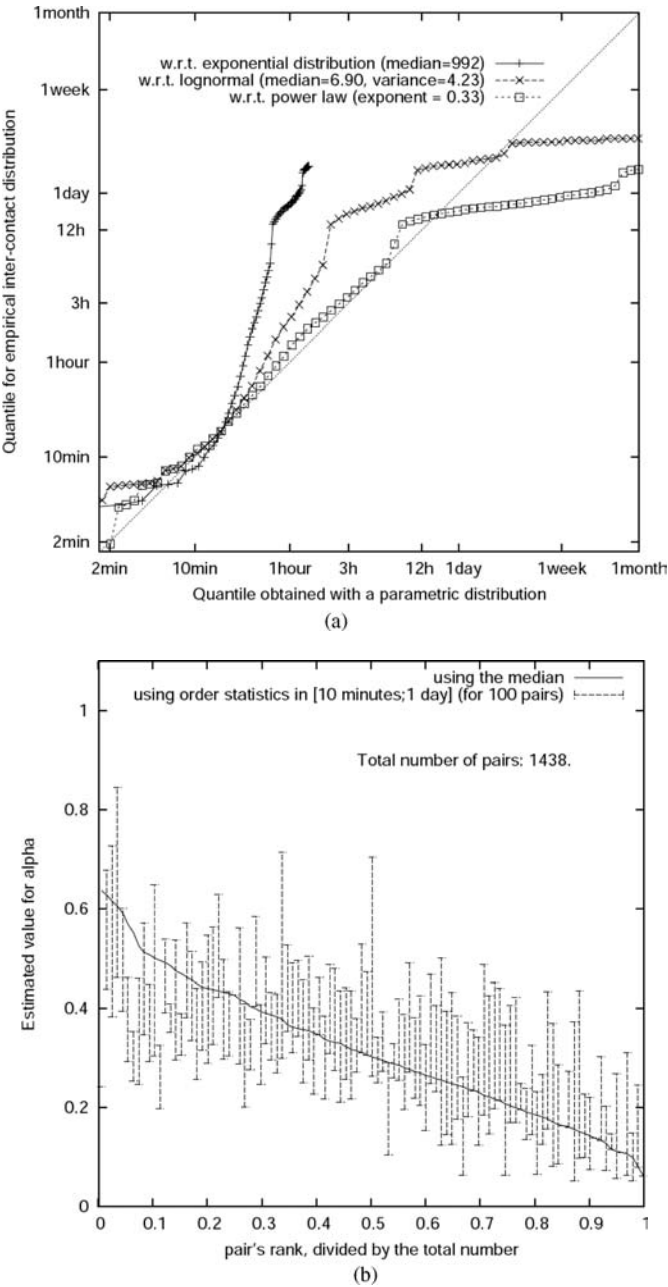 1month
w.r.t. exponential distribution (median=992)
w.r.t. lognormal (median=6.90, variance=4.23)
w.r.t. power law (exponent = 0.33)
1week
1day
12h
3h
1hour
10min
2min
Quantile for empirical inter-contact distribution
2min 10min 1hour 3h 12h 1day 1week 1month
Quantile obtained with a parametric distribution
(a)
using the median
using order statistics in [10 minutes;1 day] (for 100 pairs)
Total number of pairs: 1438.
1
0.8
0.6
0.4
0.2
0
Estimated value for alpha
0 0.1 0.2 0.3 0.4 0.5 0.6 0.7 0.8 0.9 1
pair's rank, divided by the total number
(b)